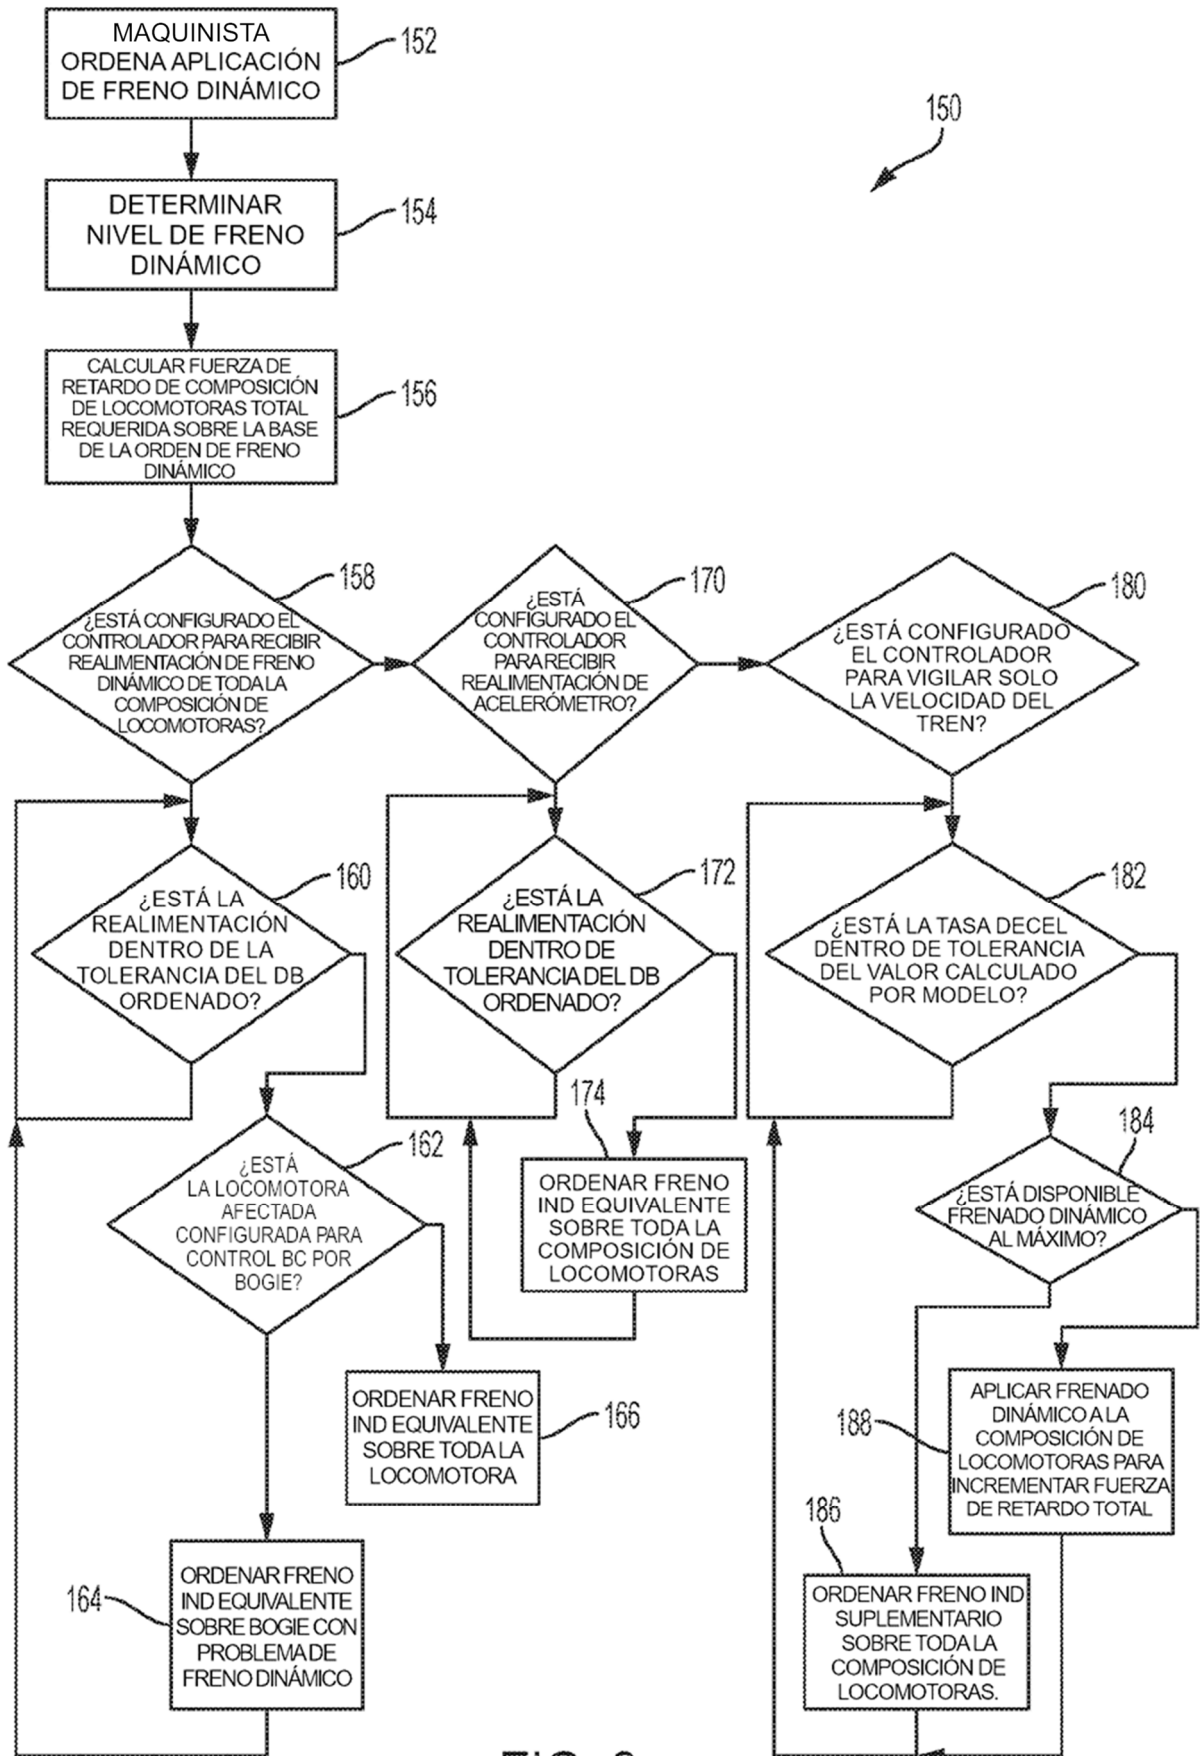 MAQUINISTA
ORDENA APLICACIÓN
DE FRENO DINÁMICO
152
150
DETERMINAR
NIVEL DE FRENO
DINÁMICO
154
CALCULAR FUERZA DE
RETARDO DE COMPOSICIÓN
DE LOCOMOTORAS TOTAL
REQUERIDA SOBRE LA BASE
DE LA ORDEN DE FRENO
DINÁMICO
156
¿ESTÁ CONFIGURADO EL
CONTROLADOR PARA RECIBIR
REALIMENTACIÓN DE FRENO
DINÁMICO DE TODA LA
COMPOSICIÓN DE
LOCOMOTORAS?
158
¿ESTÁ
CONFIGURADO EL
CONTROLADOR
PARA RECIBIR
REALIMENTACIÓN DE
ACELERÓMETRO?
170
¿ESTÁ CONFIGURADO
EL CONTROLADOR
PARA VIGILAR SOLO
LA VELOCIDAD DEL
TREN?
180
¿ESTÁ LA
REALIMENTACIÓN
DENTRO DE LA
TOLERANCIA DEL DB
ORDENADO?
160
¿ESTÁ LA
REALIMENTACIÓN
DENTRO DE
TOLERANCIA DEL DB
ORDENADO?
172
¿ESTÁ LA TASA DECEL
DENTRO DE TOLERANCIA
DEL VALOR CALCULADO
POR MODELO?
182
¿ESTÁ
LA LOCOMOTORA
AFECTADA
CONFIGURADA PARA
CONTROL BC POR
BOGIE?
162
174
ORDENAR FRENO
IND EQUIVALENTE
SOBRE TODA LA
COMPOSICIÓN DE
LOCOMOTORAS
184
¿ESTÁ DISPONIBLE
FRENADO DINÁMICO
AL MÁXIMO?
ORDENAR FRENO
IND EQUIVALENTE
SOBRE TODA LA
LOCOMOTORA
166
188
APLICAR FRENADO
DINÁMICO A LA
COMPOSICIÓN DE
LOCOMOTORAS PARA
INCREMENTAR FUERZA
DE RETARDO TOTAL
164
ORDENAR FRENO
IND EQUIVALENTE
SOBRE BOGIE CON
PROBLEMA DE
FRENO DINÁMICO
186
ORDENAR FRENO IND
SUPLEMENTARIO
SOBRE TODA LA
COMPOSICIÓN DE
LOCOMOTORAS.